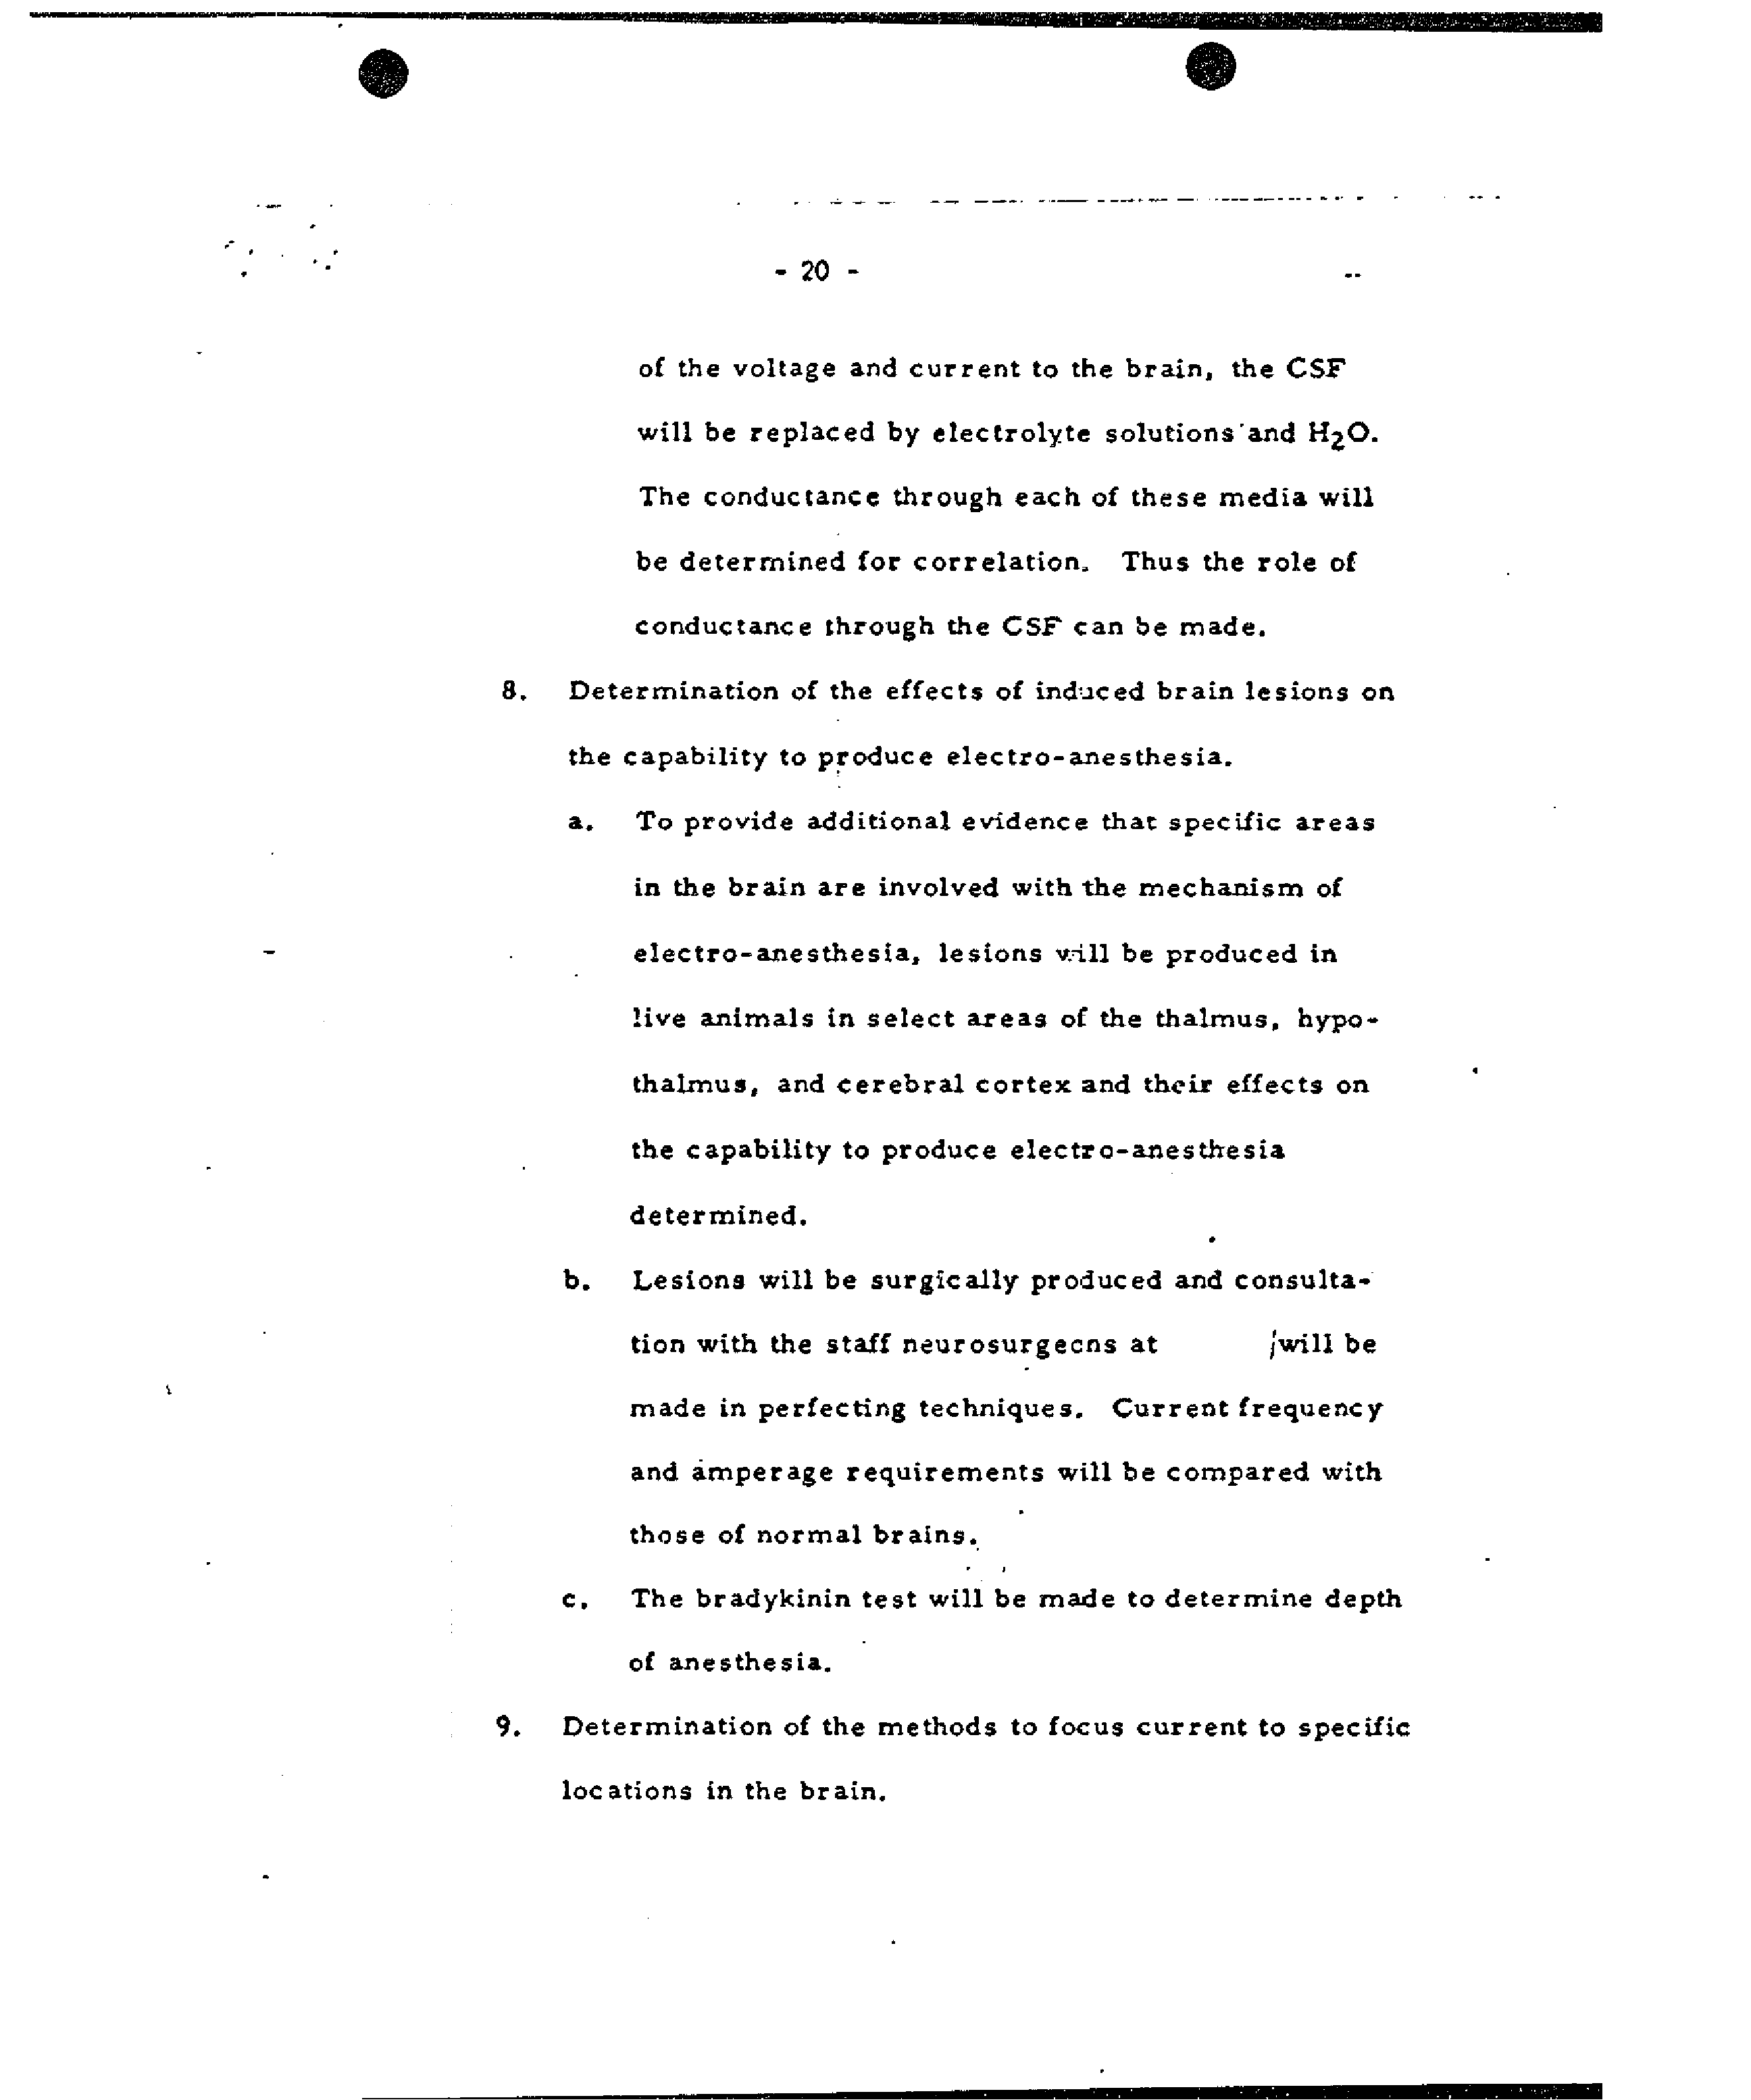 - 20 -
of the voltage and current to the brain, the CSF
will be replaced by electrolyte solutions and H₂O.
The conductance through each of these media will
be determined for correlation. Thus the role of
conductance through the CSF can be made.
8. Determination of the effects of induced brain lesions on
the capability to produce electro-anesthesia.
a. To provide additional evidence that specific areas
in the brain are involved with the mechanism of
electro-anesthesia, lesions will be produced in
live animals in select areas of the thalmus, hypo-
thalmus, and cerebral cortex and their effects on
the capability to produce electro-anesthesia
determined.
b. Lesions will be surgically produced and consulta-
tion with the staff neurosurgeons at will be
made in perfecting techniques. Current frequency
and amperage requirements will be compared with
those of normal brains.
c. The bradykinin test will be made to determine depth
of anesthesia.
9. Determination of the methods to focus current to specific
locations in the brain.